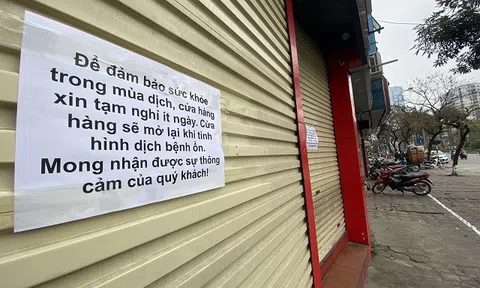 Để đảm bảo sức khỏe
trong mùa dịch, cửa hàng
xin tạm nghỉ ít ngày. Cửa
hàng sẽ mở lại khi tình
hình dịch bệnh ổn.
Mong nhận được sự thông
cảm của quý khách!